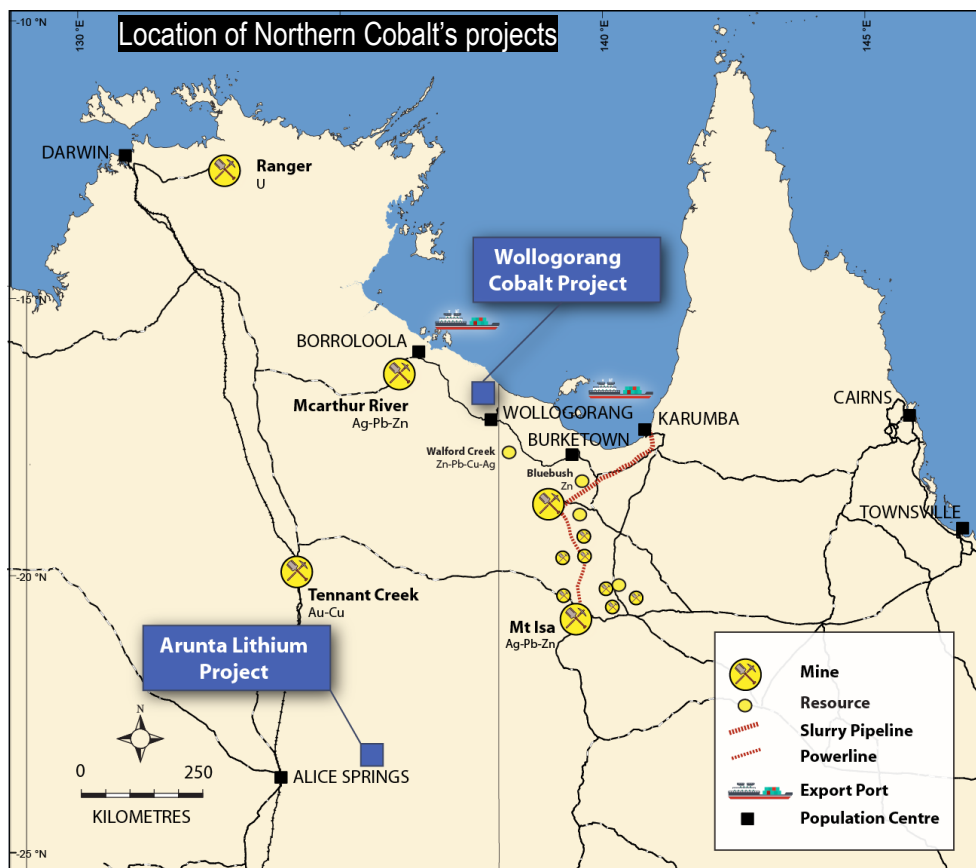 -10 °N
130 °E
Location of Northern Cobalt's projects
140 °E
145 °E
DARWIN
Ranger
U
Wollogorang
Cobalt Project
-15 °N
BORROLOOLA
Mcarthur River
Ag-Pb-Zn
WOLLOGORANG
KARUMBA
CAIRNS
BURKETOWN
Walford Creek
Zn-Pb-Cu-Ag
Bluebush
Zn
TOWNSVILLE
-20 °N
Tennant Creek
Au-Cu
Mt Isa
Ag-Pb-Zn
Arunta Lithium
Project
Mine
Resource
Slurry Pipeline
Powerline
Export Port
Population Centre
ALICE SPRINGS
0 250
KILOMETRES
-25 °N